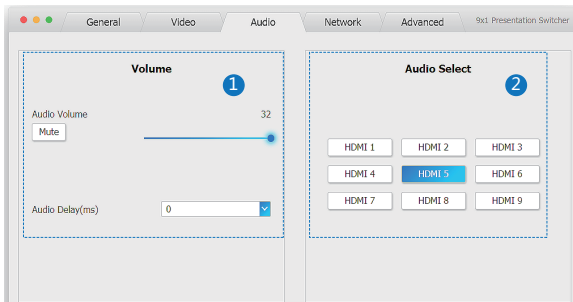 General Video Audio Network Advanced 9x1 Presentation Switcher
Volume
1
Audio Volume 32
Mute
Audio Delay(ms) 0
Audio Select
2
HDMI 1 HDMI 2 HDMI 3
HDMI 4 HDMI 5 HDMI 6
HDMI 7 HDMI 8 HDMI 9